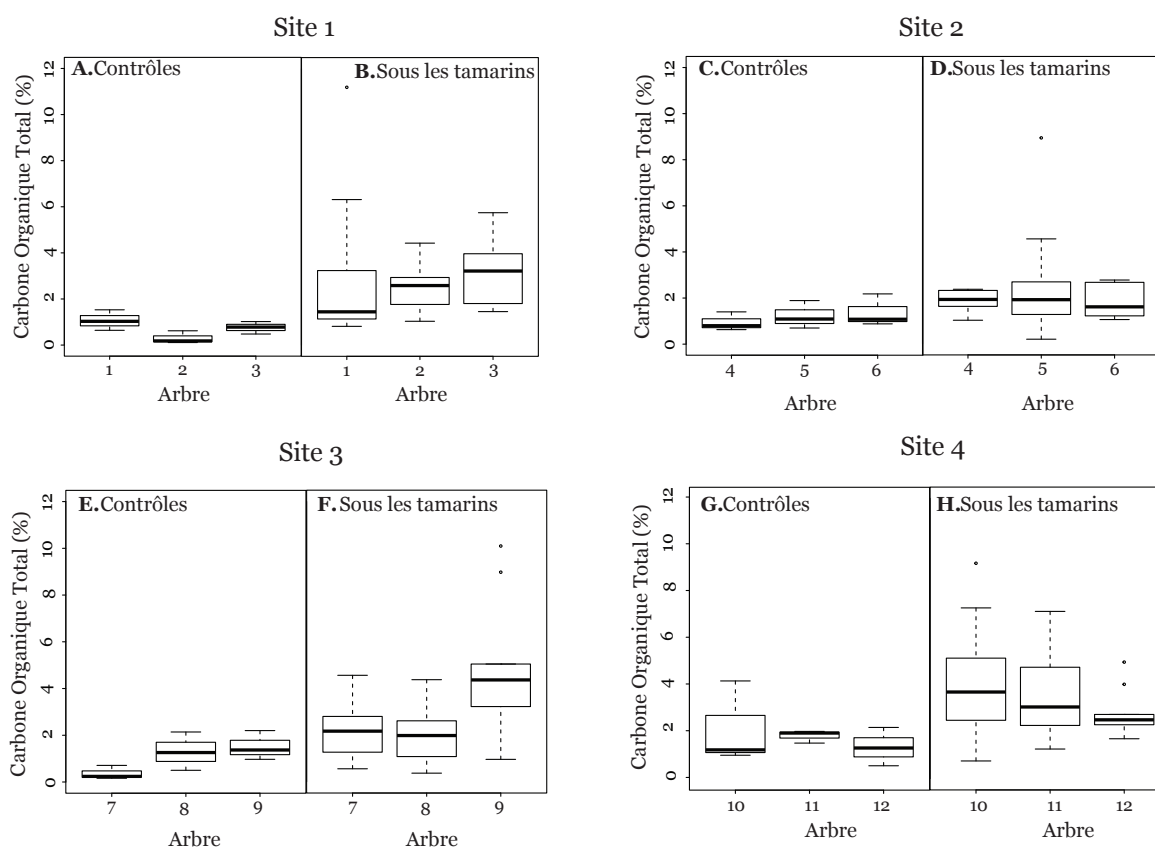 Site 1
A.Contrôles
B.Sous les tamarins
Carbone Organique Total (%)
0 2 4 6 8 10 12
1 2 3 1 2 3
Arbre Arbre
Site 2
C.Contrôles
D.Sous les tamarins
Carbone Organique Total (%)
0 2 4 6 8 10 12
4 5 6 4 5 6
Arbre Arbre
Site 3
E.Contrôles
F.Sous les tamarins
Carbone Organique Total (%)
0 2 4 6 8 10 12
7 8 9 7 8 9
Arbre Arbre
Site 4
G.Contrôles
H.Sous les tamarins
Carbone Organique Total (%)
0 2 4 6 8 10 12
10 11 12 10 11 12
Arbre Arbre